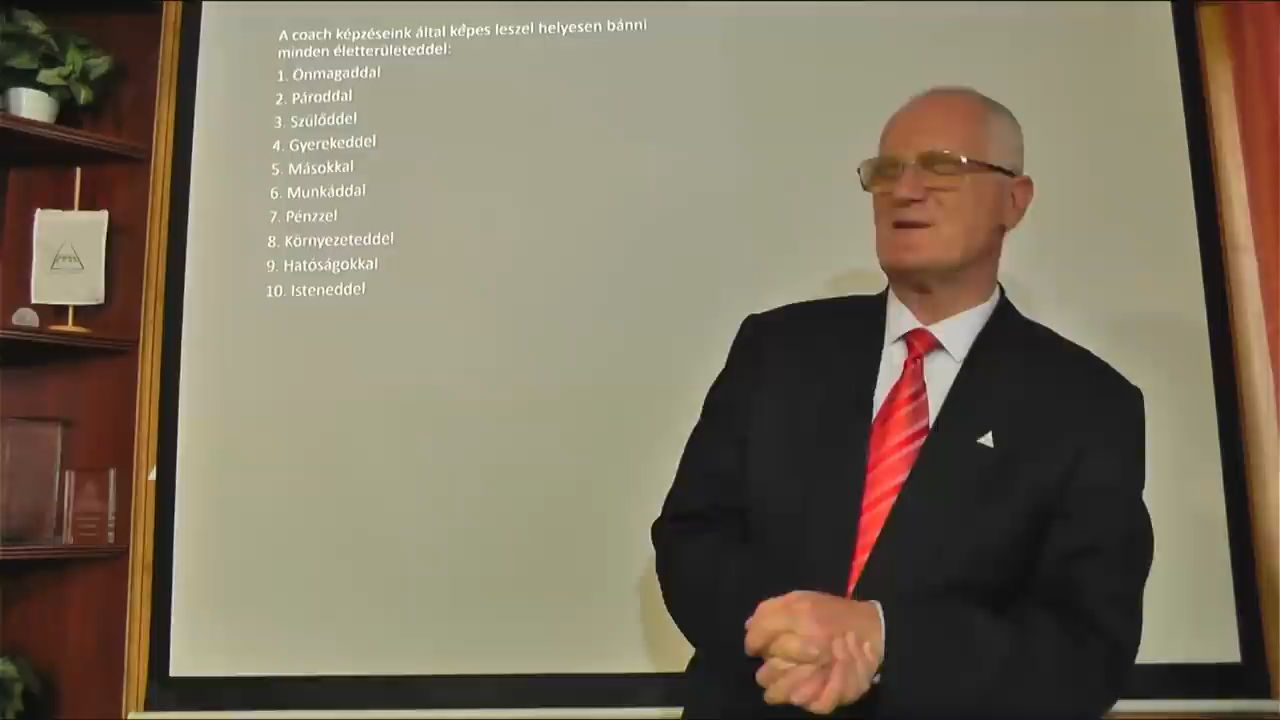 A coach képzéseink által képes leszel helyesen bánni
minden életterületeddel:
1. Önmagaddal
2. Pároddal
3. Szülőddel
4. Gyerekeddel
5. Másokkal
6. Munkáddal
7. Pénzzel
8. Környezeteddel
9. Hatóságokkal
10. Isteneddel